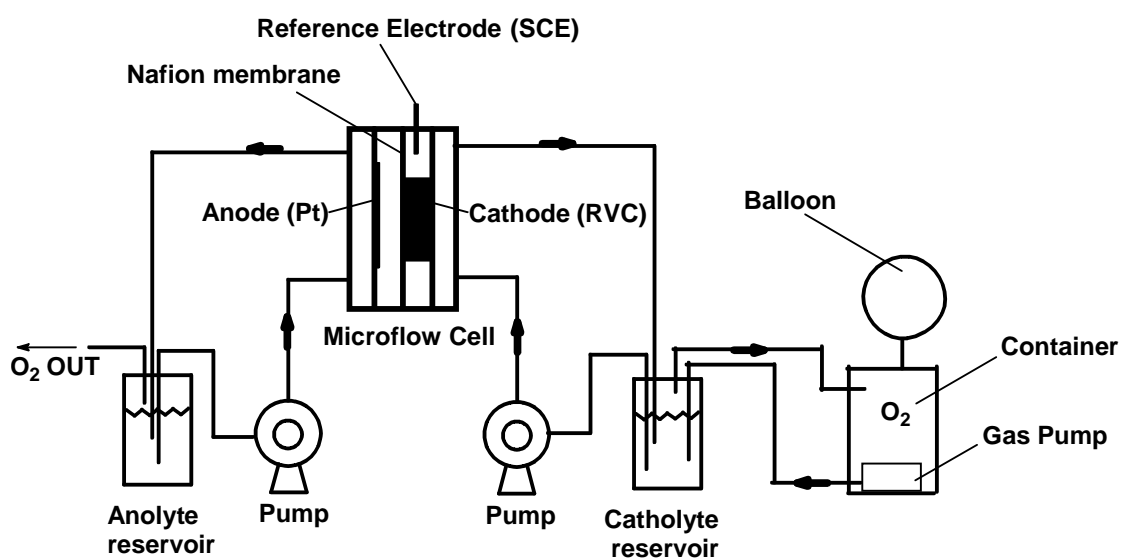 Reference Electrode (SCE)
Nafion membrane
Anode (Pt)
Cathode (RVC)
Balloon
Microflow Cell
O₂ OUT
Container
O₂
Gas Pump
Anolyte
reservoir
Pump
Pump
Catholyte
reservoir